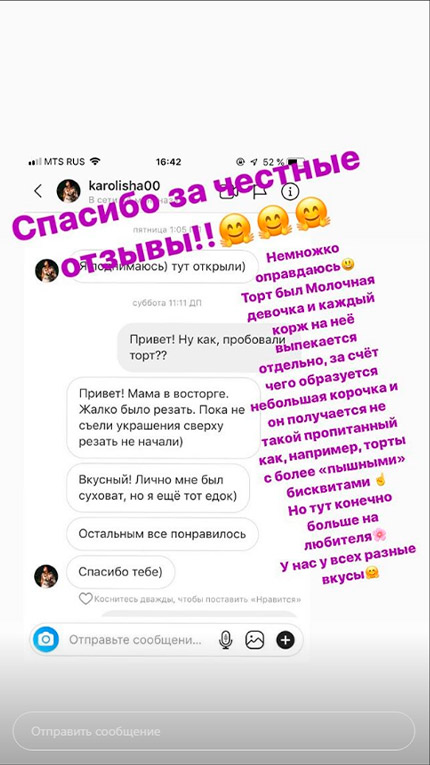 MTS RUS 16:42 52 %
karolisha00
В сети
Спасибо за честные
отзывы!!🤗🤗🤗
пятница 1:05
Я поднимаюсь) тут открыли)
суббота 11:11 ДП
Привет! Ну как, пробовали
торт??
Привет! Мама в восторге.
Жалко было резать. Пока не
съели украшения сверху
резать не начали)
Вкусный! Лично мне был
суховат, но я ещё тот едок)
Остальным все понравилось
Спасибо тебе)
Коснитесь дважды, чтобы поставить «Нравится»
Немножко
оправдаюсь😃
Торт был Молочная
девочка и каждый
корж на неё
выпекается
отдельно, за счёт
чего образуется
небольшая корочка и
он получается не
такой пропитанный
как, например, торты
с более «пышными»
бисквитами ☝
Но тут конечно
больше на
любителя🌸
У нас у всех разные
вкусы🤗
Отправьте сообщени...
Отправить сообщение